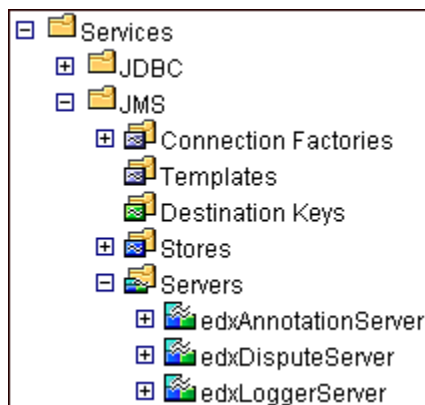 Services
JDBC
JMS
Connection Factories
Templates
Destination Keys
Stores
Servers
edxAnnotationServer
edxDisputeServer
edxLoggerServer